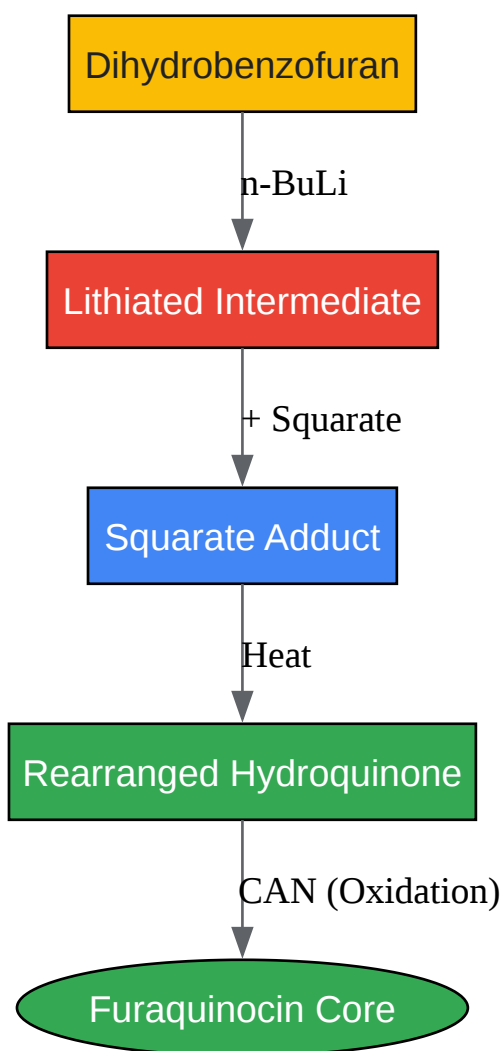 Dihydrobenzofuran
n-BuLi
Lithiated Intermediate
+ Squarate
Squarate Adduct
Heat
Rearranged Hydroquinone
CAN (Oxidation)
Furaquinocin Core